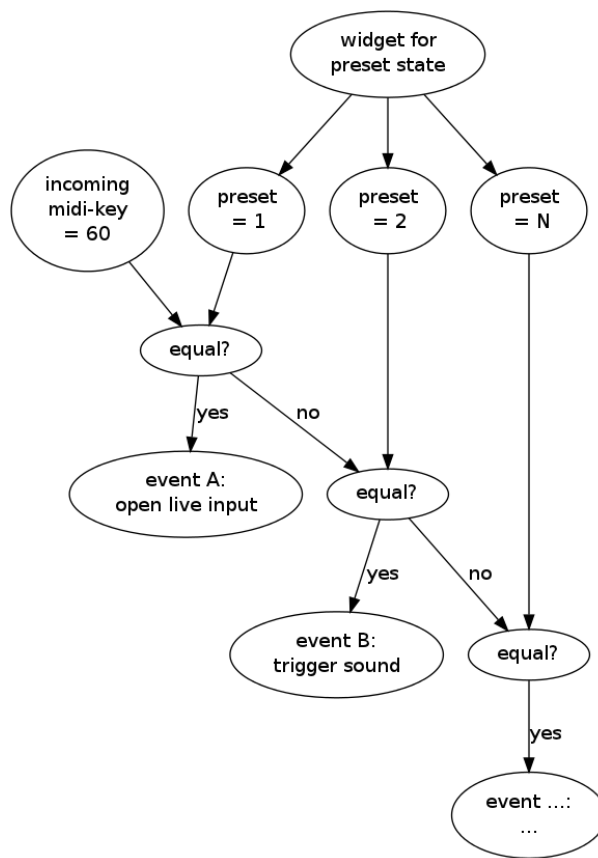 widget for
preset state
incoming
midi-key
= 60
preset
= 1
preset
= 2
preset
= N
equal?
yes
no
event A:
open live input
equal?
yes
no
event B:
trigger sound
equal?
yes
event ...:
...